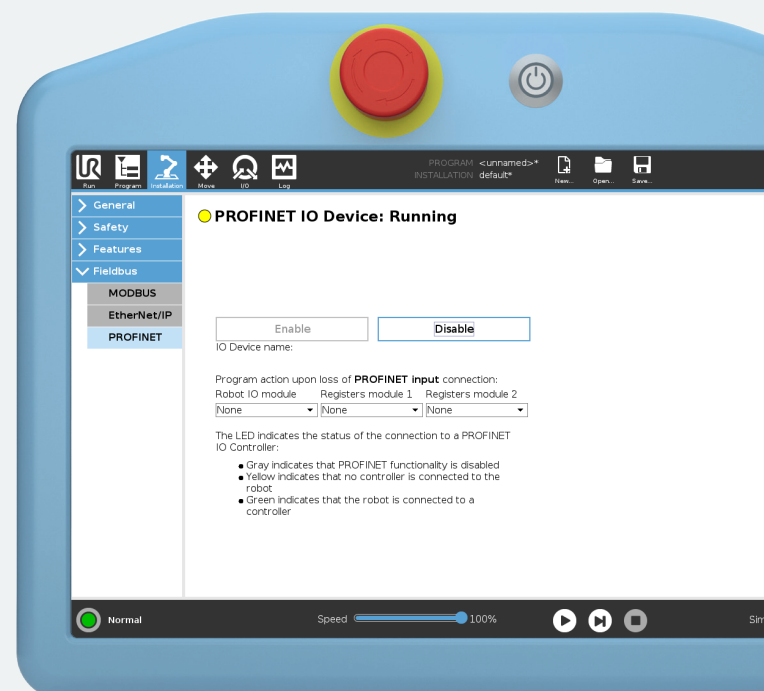 UR
Run Program Installation Move I/O Log
PROGRAM <unnamed>*
INSTALLATION default*
New... Open... Save...
General
Safety
Features
Fieldbus
MODBUS
EtherNet/IP
PROFINET
PROFINET IO Device: Running
Enable Disable
IO Device name:
Program action upon loss of PROFINET input connection:
Robot IO module Registers module 1 Registers module 2
None None None
The LED indicates the status of the connection to a PROFINET
IO Controller:
Gray indicates that PROFINET functionality is disabled
Yellow indicates that no controller is connected to the
robot
Green indicates that the robot is connected to a
controller
Normal
Speed 100%
Sim